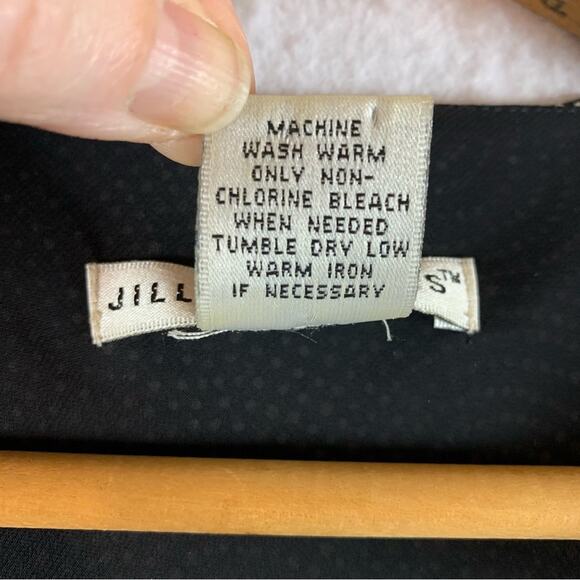 MACHINE
WASH WARM
ONLY NON-
CHLORINE BLEACH
WHEN NEEDED
TUMBLE DRY LOW
WARM IRON
IF NECESSARY
JILL